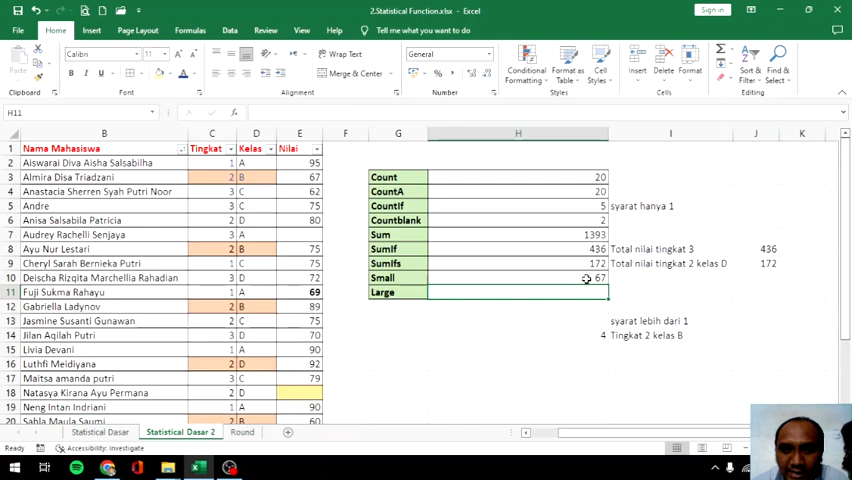 2.Statistical Function.xlsx - Excel
Sign in
File Home Insert Page Layout Formulas Data Review View Help Tell me what you want to do
Calibri 11 Wrap Text General
Paste B I U Merge & Center Conditional Formatting Format as Table Cell Styles Insert Delete Format Sort & Filter Find & Select
Clipboard Font Alignment Number Styles Cells Editing
H11 fx
B C D E F G H I J K
1 Nama Mahasiswa Tingkat Kelas Nilai
2 Aiswarai Diva Aisha Salsabilha 1 A 95
3 Almira Disa Triadzani 2 B 67 Count 20
4 Anastacia Sherren Syah Putri Noor 3 C 62 CountA 20
5 Andre 3 C 75 CountIf 5 syarat hanya 1
6 Anisa Salsabila Patricia 2 D 80 Countblank 2
7 Audrey Rachelli Senjaya 3 A Sum 1393
8 Ayu Nur Lestari 2 B 75 SumIf 436 Total nilai tingkat 3 436
9 Cheryl Sarah Bernieka Putri 1 C 75 SumIfs 172 Total nilai tingkat 2 kelas D 172
10 Deischa Rizqita Marchellia Rahadian 3 D 72 Small 67
11 Fuji Sukma Rahayu 1 A 69 Large
12 Gabriella Ladynov 2 B 89
13 Jasmine Susanti Gunawan 2 C 75 syarat lebih dari 1
14 Jilan Aqilah Putri 3 D 70 4 Tingkat 2 kelas B
15 Livia Devani 1 A 90
16 Luthfi Meidiyana 2 D 92
17 Maitsa amanda putri 3 C 79
18 Natasya Kirana Ayu Permana 2 D
19 Neng Intan Indriani 1 A 90
20 Sahla Maula Saumi 2 B 60
Statistical Dasar Statistical Dasar 2 Round
Ready Accessibility: Investigate